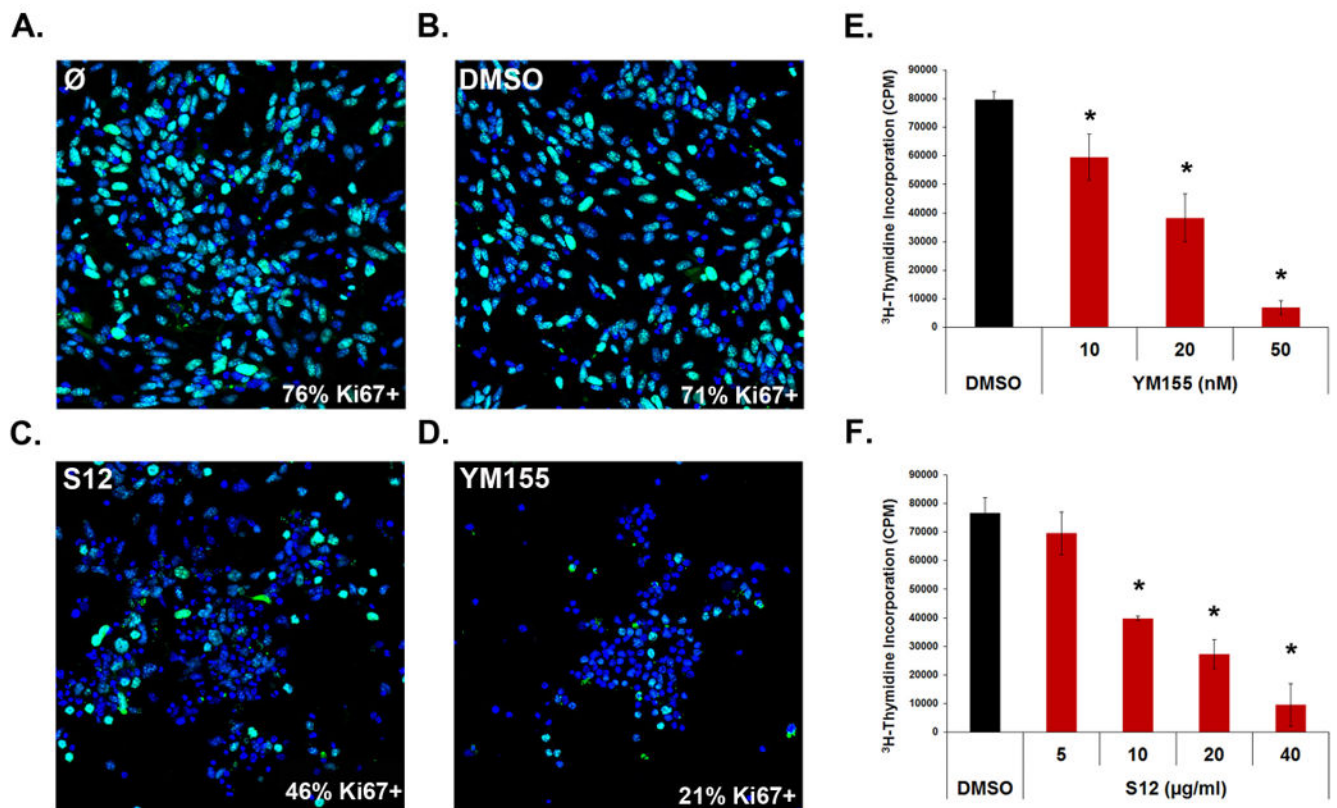 A.
Ø
76% Ki67+
B.
DMSO
71% Ki67+
C.
S12
46% Ki67+
D.
YM155
21% Ki67+
E.
³H-Thymidine Incorporation (CPM)
90000
80000
70000
60000
50000
40000
30000
20000
10000
0
*
*
*
10 20 50
DMSO YM155 (nM)
F.
³H-Thymidine Incorporation (CPM)
90000
80000
70000
60000
50000
40000
30000
20000
10000
0
*
*
*
5 10 20 40
DMSO S12 (µg/ml)